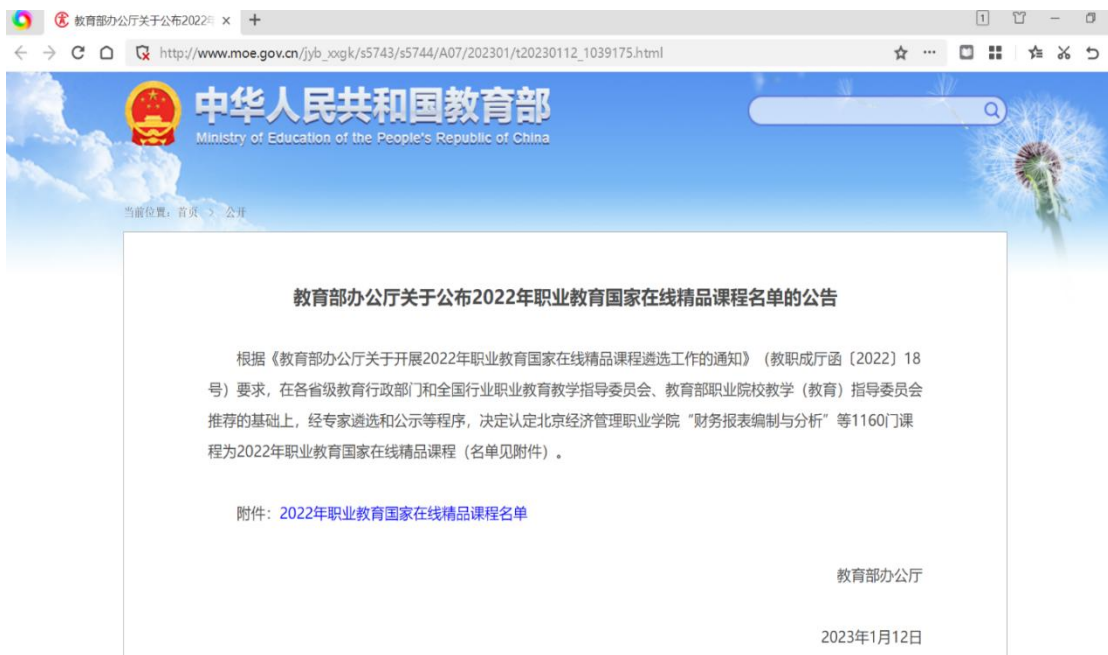 教育部办公厅关于公布2022年 ×  +
1
http://www.moe.gov.cn/jyb_xxgk/s5743/s5744/A07/202301/t20230112_1039175.html
中华人民共和国教育部
Ministry of Education of the People's Republic of China
当前位置：首页 > 公开
教育部办公厅关于公布2022年职业教育国家在线精品课程名单的公告
根据《教育部办公厅关于开展2022年职业教育国家在线精品课程遴选工作的通知》（教职成厅函〔2022〕18
号）要求，在各省级教育行政部门和全国行业职业教育教学指导委员会、教育部职业院校教学（教育）指导委员会
推荐的基础上，经专家遴选和公示等程序，决定认定北京经济管理职业学院“财务报表编制与分析”等1160门课
程为2022年职业教育国家在线精品课程（名单见附件）。
附件：2022年职业教育国家在线精品课程名单
教育部办公厅
2023年1月12日